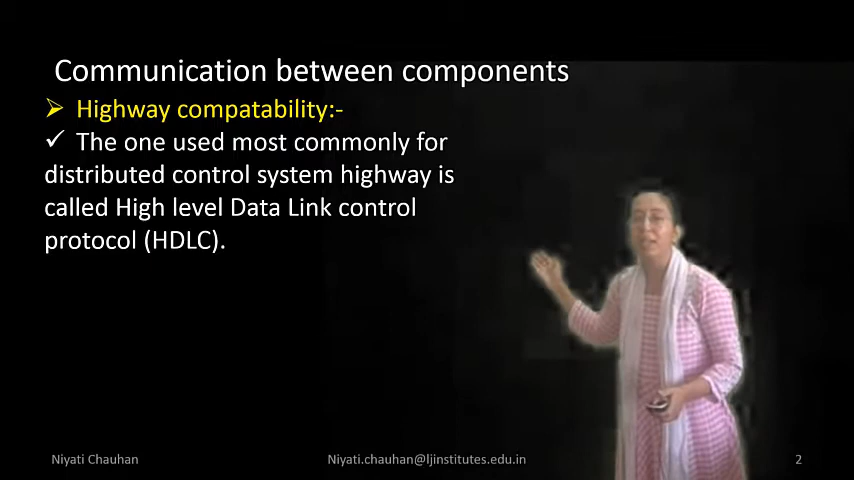 Communication between components
➢ Highway compatability:-
✓ The one used most commonly for
distributed control system highway is
called High level Data Link control
protocol (HDLC).
Niyati Chauhan
Niyati.chauhan@ljinstitutes.edu.in
2